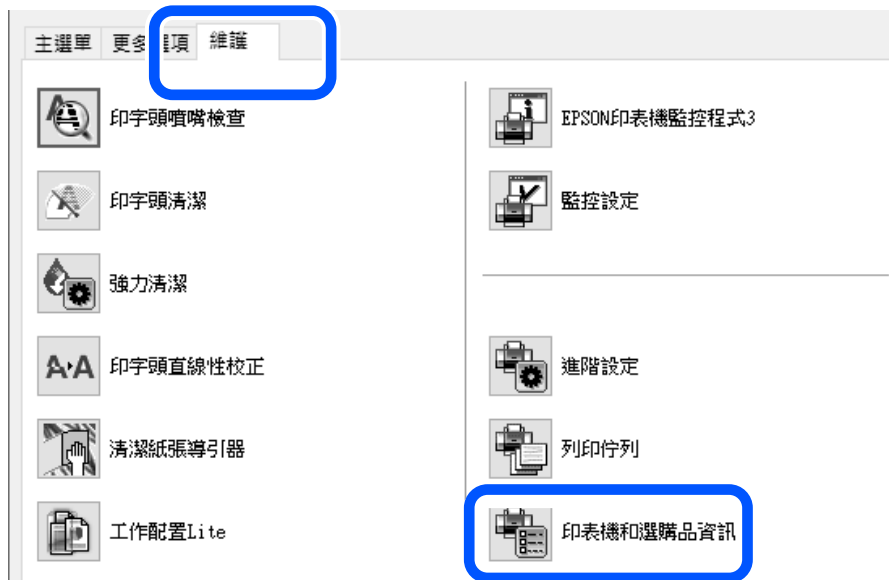 主選單 更多選項 維護
印字頭噴嘴檢查
印字頭清潔
強力清潔
印字頭直線性校正
清潔紙張導引器
工作配置Lite
EPSON印表機監控程式3
監控設定
進階設定
列印佇列
印表機和選購品資訊